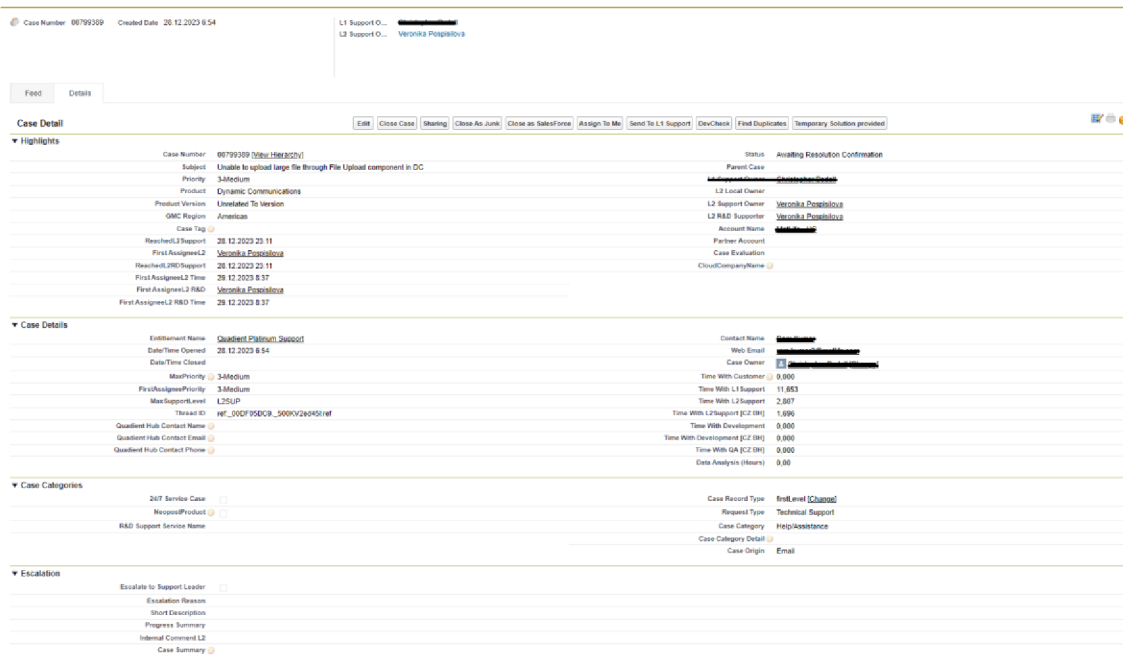 Case Number 06799389 Created Date 28.12.2023 6:54
L1 Support O...
L2 Support O... Veronika Pospisilova
Feed Details
Case Detail
Edit Close Case Sharing Close As Junk Close as SalesForce Assign To Me Send To L1 Support DevCheck Find Duplicates Temporary Solution provided
Highlights
Case Number 06799389 [View Hierarchy]
Subject Unable to upload large file through File Upload component in DC
Priority 3-Medium
Product Dynamic Communications
Product Version Unrelated To Version
GMC Region Americas
Case Tag
ReachedL2Support 28.12.2023 23:11
First AssigneeL2 Veronika Pospisilova
ReachedL2RDSupport 28.12.2023 23:11
First AssigneeL2 Time 29.12.2023 8:37
First AssigneeL2 R&D Veronika Pospisilova
First AssigneeL2 R&D Time 29.12.2023 8:37
Status Awaiting Resolution Confirmation
Parent Case
L2 Local Owner
L2 Support Owner Veronika Pospisilova
L2 R&D Supporter Veronika Pospisilova
Account Name
Partner Account
Case Evaluation
CloudCompanyName
Case Details
Entitlement Name Quadient Platinum Support
Date/Time Opened 28.12.2023 6:54
Date/Time Closed
MaxPriority 3-Medium
FirstAssigneePriority 3-Medium
MaxSupportLevel L2SUP
Thread ID
Quadient Hub Contact Name
Quadient Hub Contact Email
Quadient Hub Contact Phone
Contact Name
Web Email
Case Owner
Time With Customer 0,000
Time With L1Support 11,653
Time With L2Support
Time With L2Support [CZ BH] 1,696
Time With Development 0,000
Time With Development [CZ BH] 0,000
Time With QA [CZ BH] 0,000
Data Analysis (Hours) 0,00
Case Categories
24/7 Service Case
NeopostProduct
R&D Support Service Name
Case Record Type firstLevel [Change]
Request Type Technical Support
Case Category Help/Assistance
Case Category Detail
Case Origin Email
Escalation
Escalate to Support Leader
Escalation Reason
Short Description
Progress Summary
Internal Comment L2
Case Summary